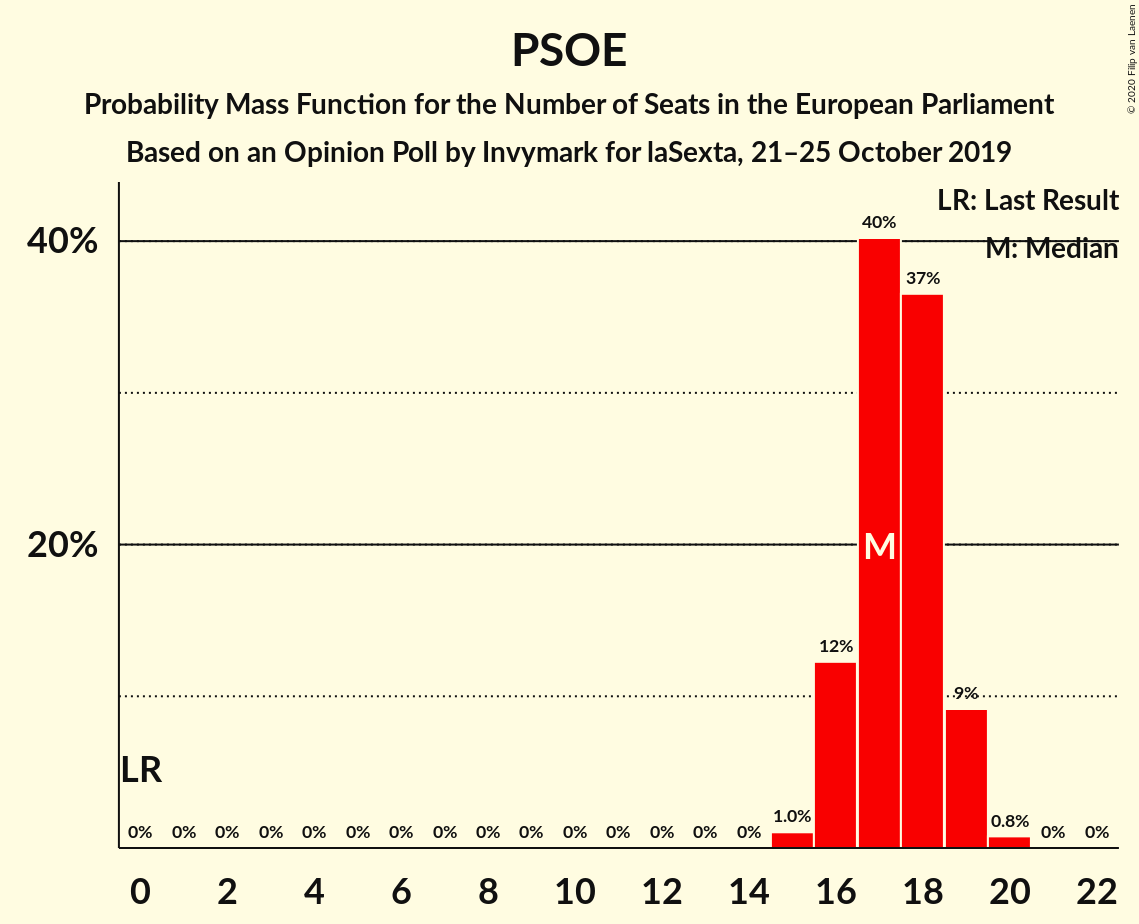 PSOE
Probability Mass Function for the Number of Seats in the European Parliament
Based on an Opinion Poll by Invymark for laSexta, 21–25 October 2019
© 2020 Filip van Laenen
LR: Last Result
M: Median
40%
20%
40%
37%
M
12%
9%
LR
0% 0% 0% 0% 0% 0% 0% 0% 0% 0% 0% 0% 0% 0% 0% 1.0% 0.8% 0% 0%
0 2 4 6 8 10 12 14 16 18 20 22